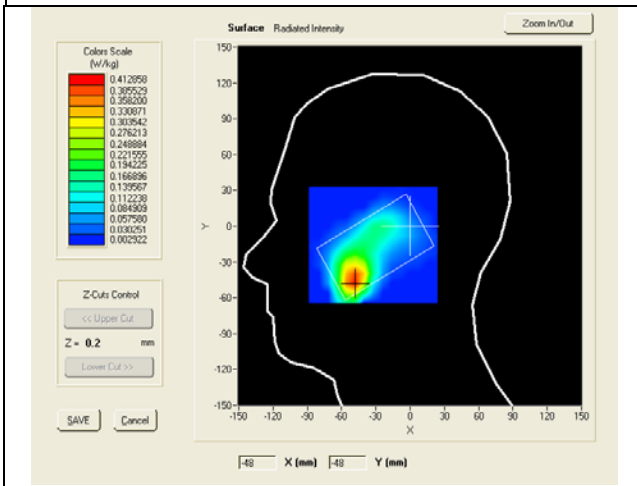 Surface Radiated Intensity
Zoom In/Out
Colors Scale
(W/kg)
0.412858
0.385529
0.358200
0.330871
0.303542
0.276213
0.248884
0.221555
0.194225
0.166896
0.139567
0.112238
0.084909
0.057580
0.030251
0.002922
Z-Cuts Control
<< Upper Cut
Z = 0.2 mm
Lower Cut >>
SAVE Cancel
150
120
90
60
30
0
-30
-60
-90
-120
-150
Y
-150 -120 -90 -60 -30 0 30 60 90 120 150
X
-48 X (mm) -48 Y (mm)